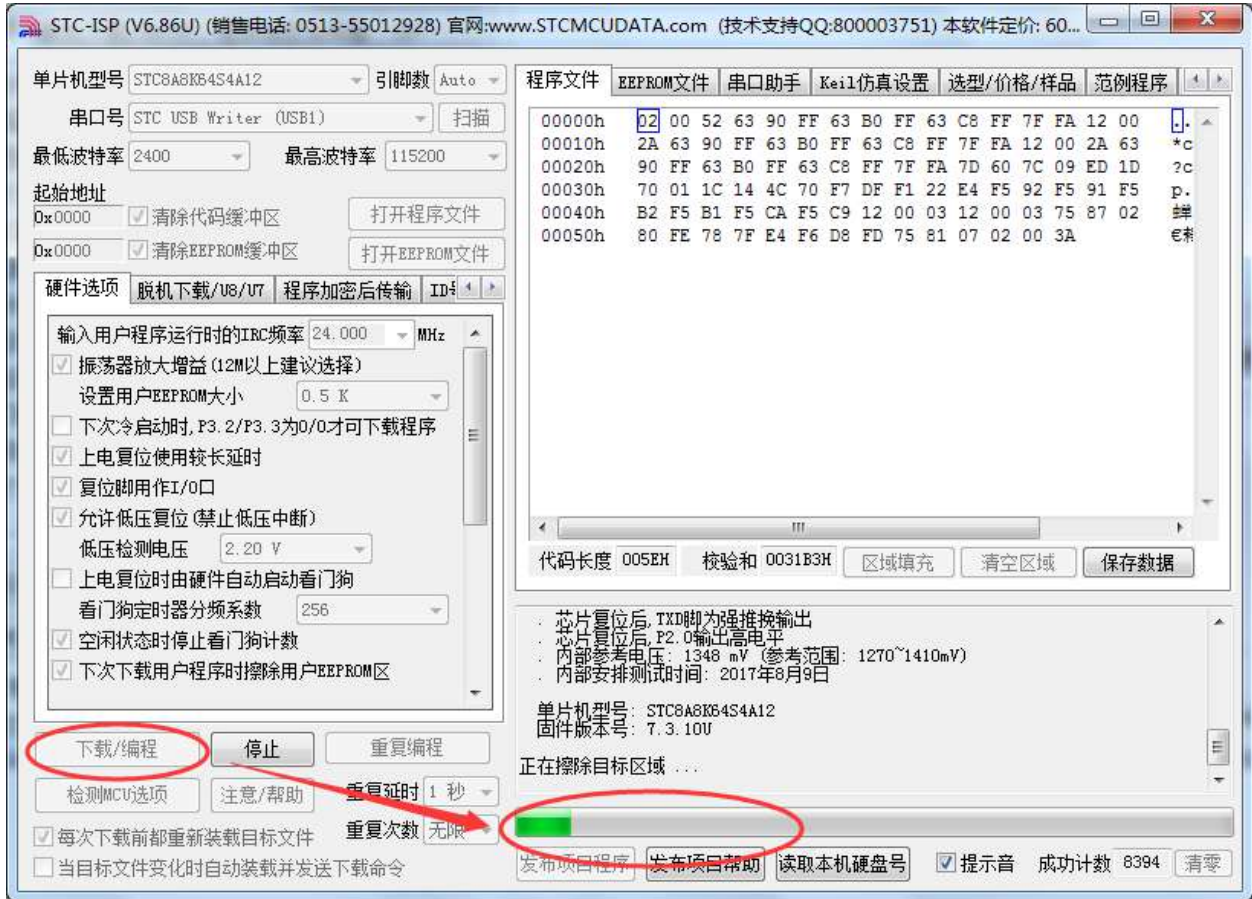 STC-ISP (V6.86U) (销售电话: 0513-55012928) 官网:www.STCMCUDATA.com (技术支持QQ:800003751) 本软件定价: 60...
单片机型号 STC8A8K64S4A12 引脚数 Auto
串口号 STC USB Writer (USB1) 扫描
最低波特率 2400 最高波特率 115200
起始地址
0x0000 清除代码缓冲区 打开程序文件
0x0000 清除EEPROM缓冲区 打开EEPROM文件
硬件选项 脱机下载/U8/U7 程序加密后传输
输入用户程序运行时的IRC频率 24.000 MHz
振荡器放大增益(12M以上建议选择)
设置用户EEPROM大小 0.5 K
下次冷启动时,P3.2/P3.3为0/0才可下载程序
上电复位使用较长延时
复位脚用作I/O口
允许低压复位(禁止低压中断)
低压检测电压 2.20 V
上电复位时由硬件自动启动看门狗
看门狗定时器分频系数 256
空闲状态时停止看门狗计数
下次下载用户程序时擦除用户EEPROM区
下载/编程 停止 重复编程
检测MCU选项 注意/帮助 重复延时 1 秒
每次下载前都重新装载目标文件 重复次数 无限
当目标文件变化时自动装载并发送下载命令
程序文件 EEPROM文件 串口助手 Keil仿真设置 选型/价格/样品 范例程序
00000h 02 00 52 63 90 FF 63 B0 FF 63 C8 FF 7F FA 12 00 ..
00010h 2A 63 90 FF 63 B0 FF 63 C8 FF 7F FA 12 00 2A 63 *c
00020h 90 FF 63 B0 FF 63 C8 FF 7F FA 7D 60 7C 09 ED 1D ?c
00030h 70 01 1C 14 4C 70 F7 DF F1 22 E4 F5 92 F5 91 F5 p.
00040h B2 F5 B1 F5 CA F5 C9 12 00 03 12 00 03 75 87 02 蝉
00050h 80 FE 78 7F E4 F6 D8 FD 75 81 07 02 00 3A €
代码长度 005EH 校验和 0031B3H 区域填充 清空区域 保存数据
. 芯片复位后,TXD脚为强推挽输出
. 芯片复位后,P2.0输出高电平
. 内部参考电压: 1348 mV (参考范围: 1270~1410mV)
. 内部安排测试时间: 2017年8月9日
单片机型号: STC8A8K64S4A12
固件版本号: 7.3.10U
正在擦除目标区域 ...
发布项目程序 发布项目帮助 读取本机硬盘号 提示音 成功计数 8394 清零